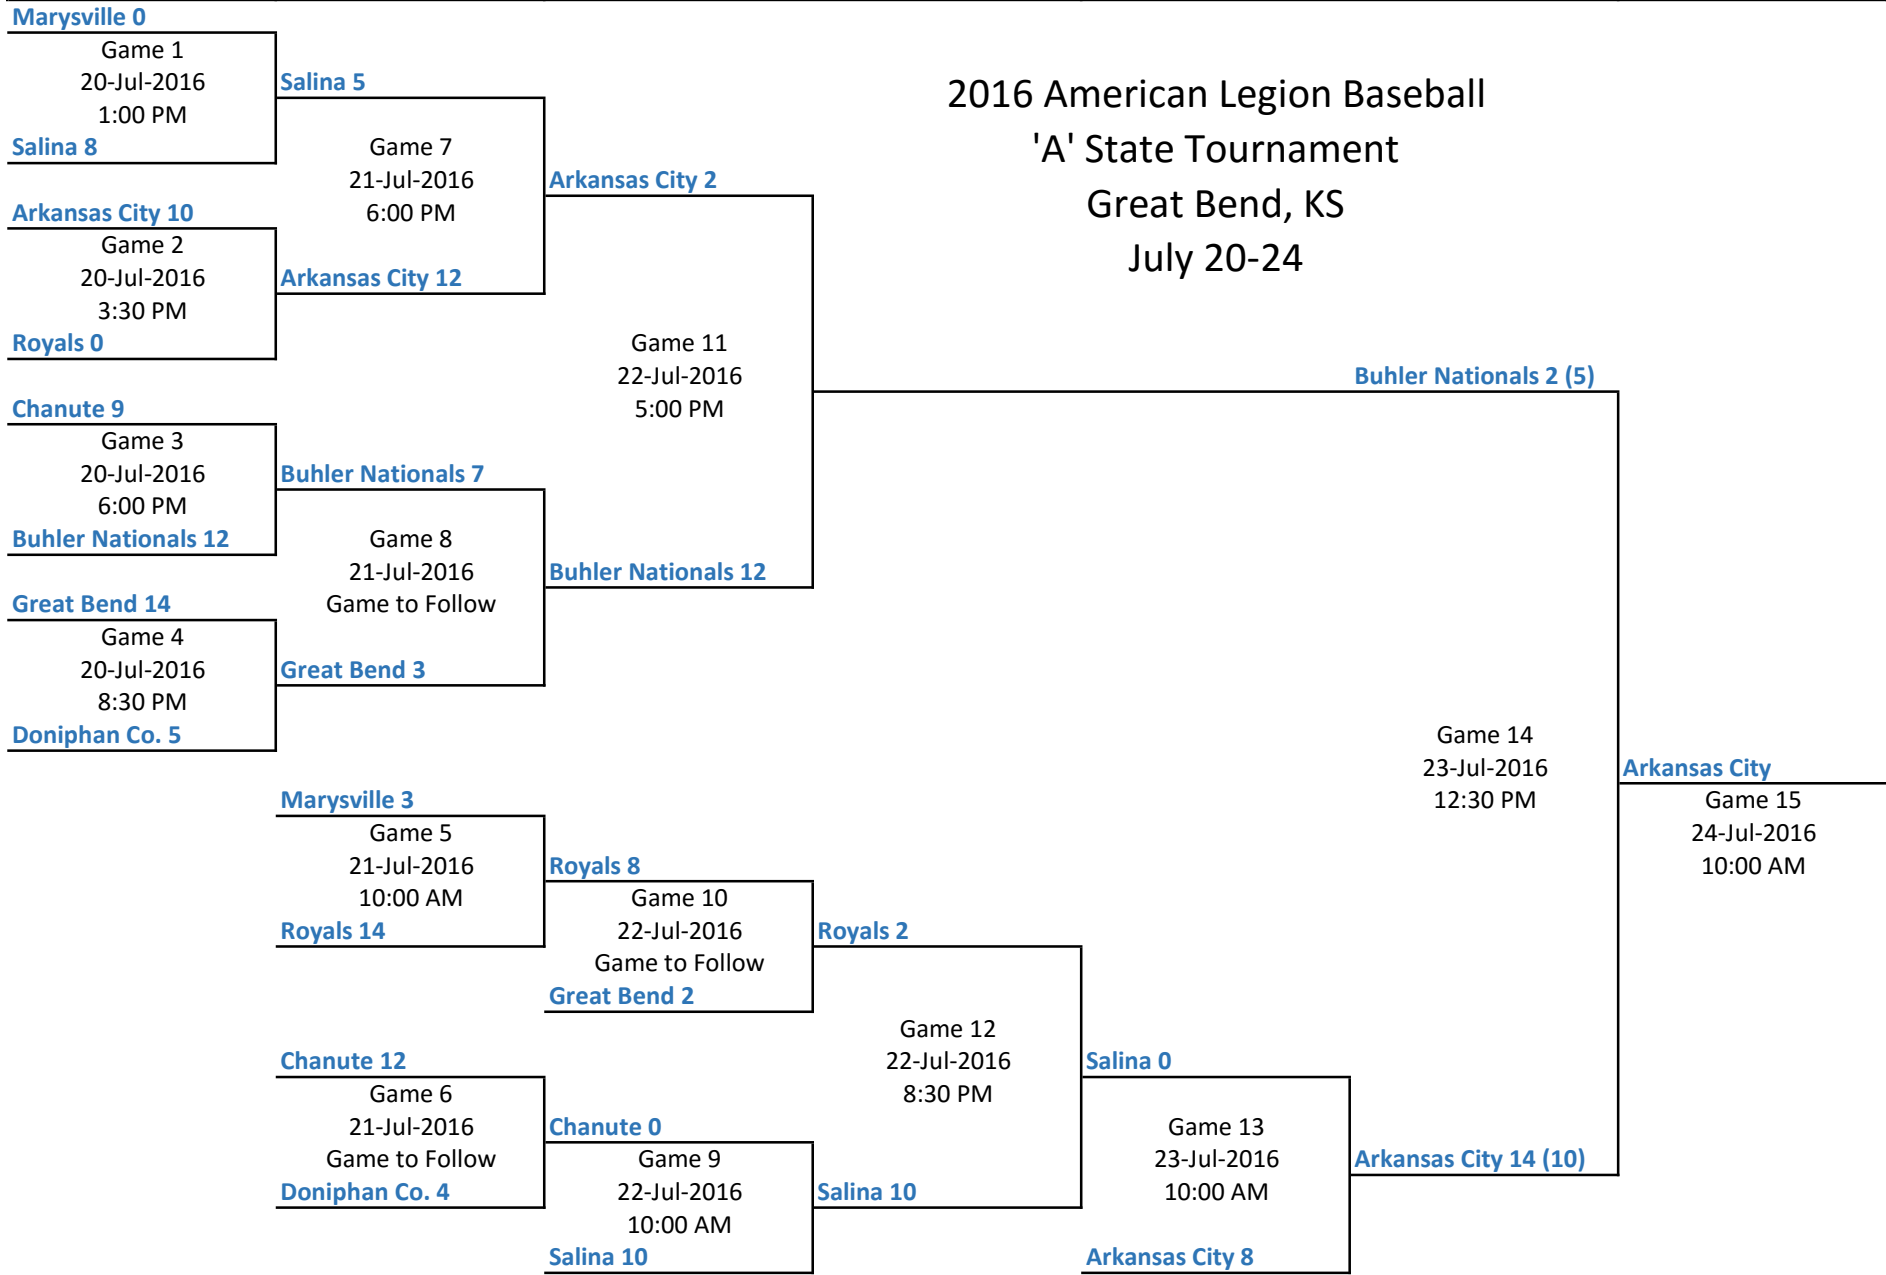 Marysville 0
Game 1
20-Jul-2016
1:00 PM
Salina 8
Arkansas City 10
Game 2
20-Jul-2016
3:30 PM
Royals 0
Chanute 9
Game 3
20-Jul-2016
6:00 PM
Buhler Nationals 12
Great Bend 14
Game 4
20-Jul-2016
8:30 PM
Doniphan Co. 5
Salina 5
Game 7
21-Jul-2016
6:00 PM
Arkansas City 12
Buhler Nationals 7
Game 8
21-Jul-2016
Game to Follow
Great Bend 3
Marysville 3
Game 5
21-Jul-2016
10:00 AM
Royals 14
Chanute 12
Game 6
21-Jul-2016
Game to Follow
Doniphan Co. 4
Arkansas City 2
Game 11
22-Jul-2016
5:00 PM
Buhler Nationals 12
Royals 8
Game 10
22-Jul-2016
Game to Follow
Great Bend 2
Chanute 0
Game 9
22-Jul-2016
10:00 AM
Salina 10
Royals 2
Game 12
22-Jul-2016
8:30 PM
Salina 10
2016 American Legion Baseball
'A' State Tournament
Great Bend, KS
July 20-24
Salina 0
Game 13
23-Jul-2016
10:00 AM
Arkansas City 8
Buhler Nationals 2 (5)
Game 14
23-Jul-2016
12:30 PM
Arkansas City 14 (10)
Arkansas City
Game 15
24-Jul-2016
10:00 AM